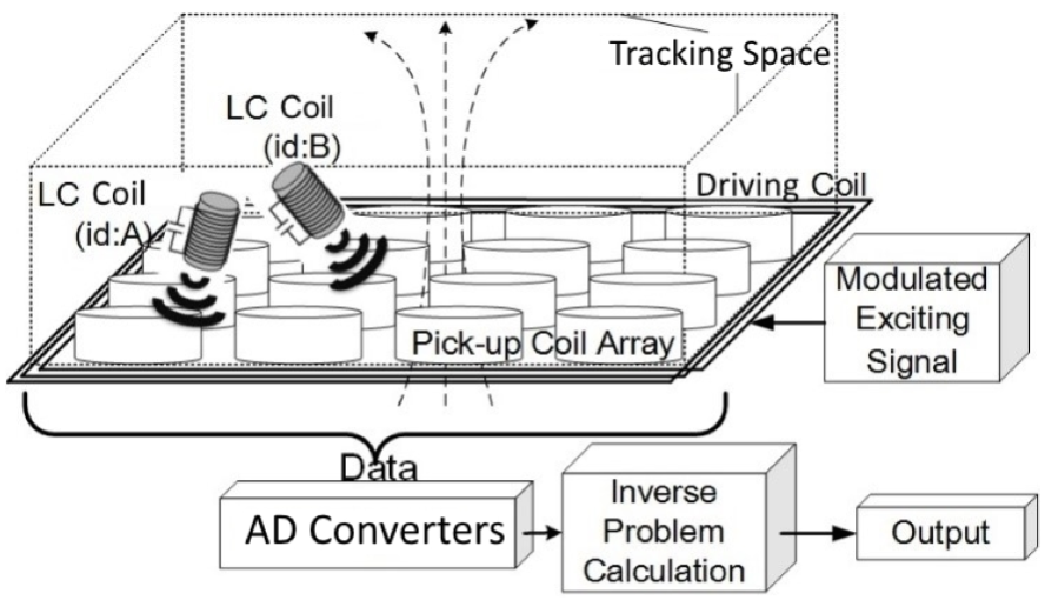 Tracking Space
LC Coil
(id:B)
LC Coil
(id:A)
Driving Coil
Modulated
Exciting
Signal
Pick-up Coil Array
Data
AD Converters
Inverse
Problem
Calculation
Output